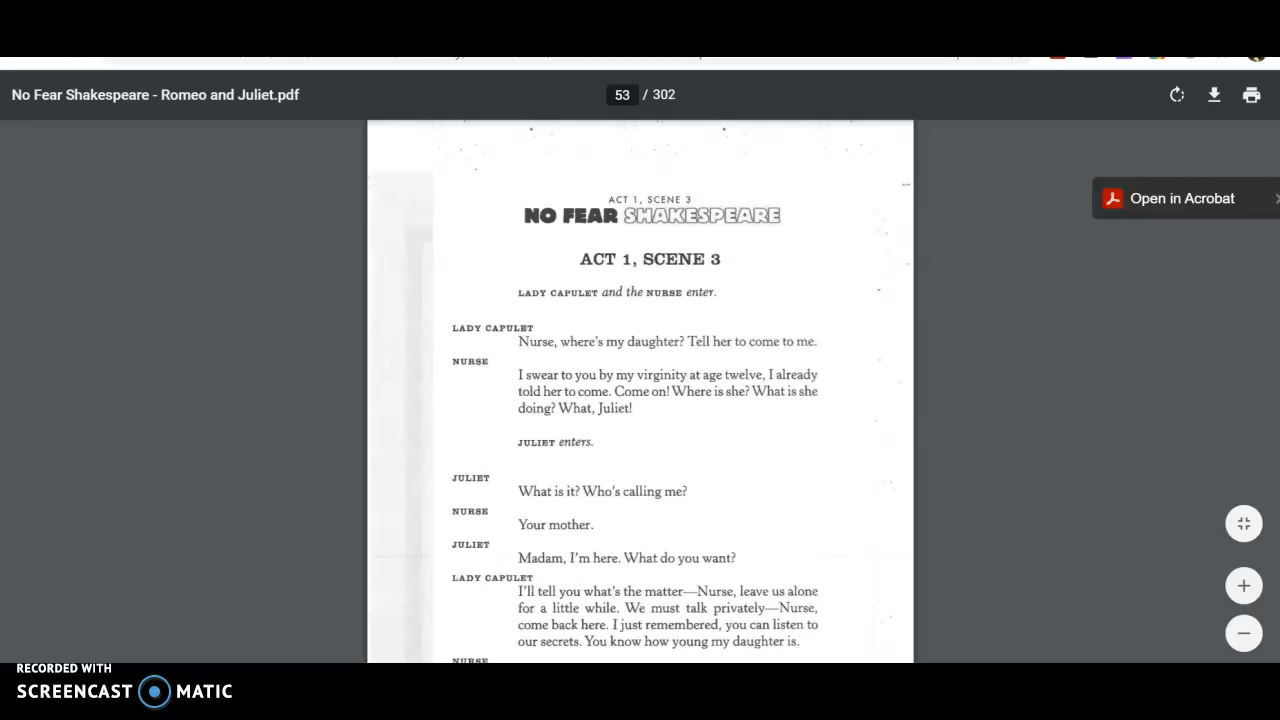 No Fear Shakespeare - Romeo and Juliet.pdf
53 / 302
Open in Acrobat
ACT 1, SCENE 3
NO FEAR SHAKESPEARE
ACT 1, SCENE 3
LADY CAPULET and the NURSE enter.
LADY CAPULET
Nurse, where's my daughter? Tell her to come to me.
NURSE
I swear to you by my virginity at age twelve, I already
told her to come. Come on! Where is she? What is she
doing? What, Juliet!
JULIET enters.
JULIET
What is it? Who's calling me?
NURSE
Your mother.
JULIET
Madam, I'm here. What do you want?
LADY CAPULET
I'll tell you what's the matter—Nurse, leave us alone
for a little while. We must talk privately—Nurse,
come back here. I just remembered, you can listen to
our secrets. You know how young my daughter is.
NURSE
RECORDED WITH
SCREENCAST MATIC